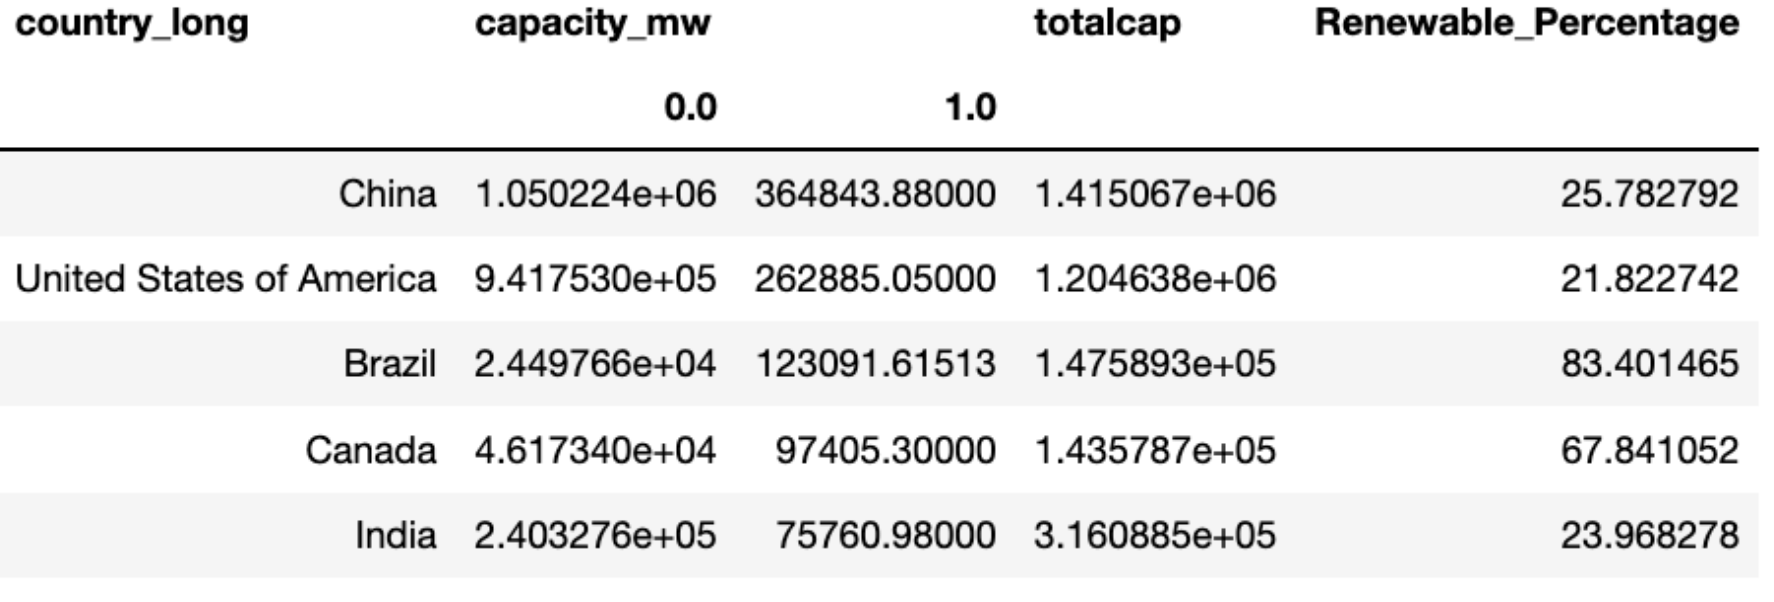 country_long capacity_mw totalcap Renewable_Percentage
0.0 1.0
China 1.050224e+06 364843.88000 1.415067e+06 25.782792
United States of America 9.417530e+05 262885.05000 1.204638e+06 21.822742
Brazil 2.449766e+04 123091.61513 1.475893e+05 83.401465
Canada 4.617340e+04 97405.30000 1.435787e+05 67.841052
India 2.403276e+05 75760.98000 3.160885e+05 23.968278